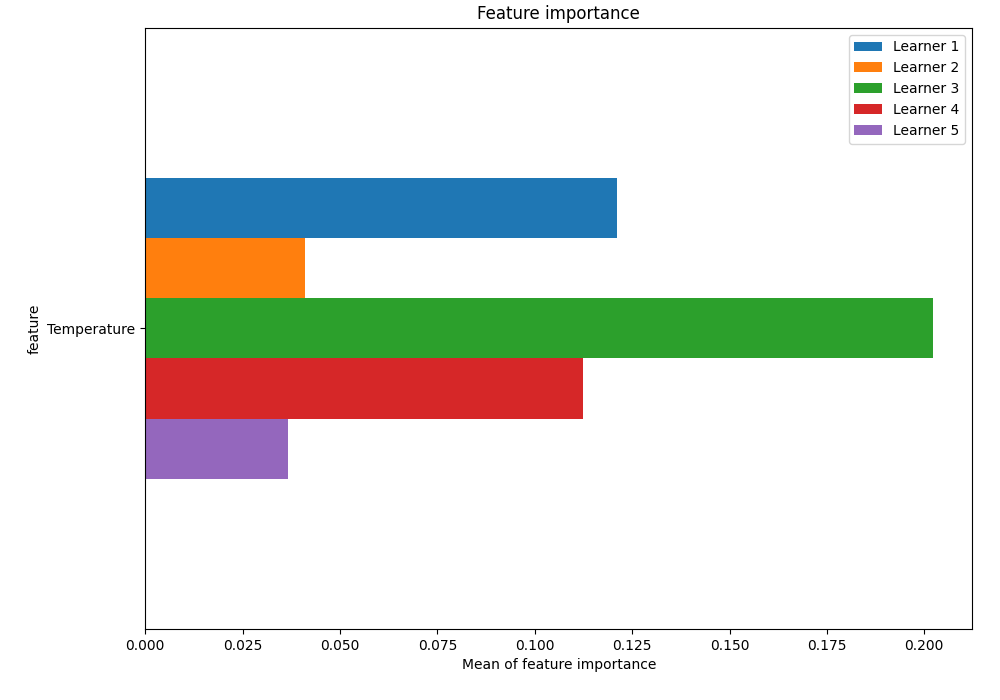 Feature importance
Learner 1
Learner 2
Learner 3
Learner 4
Learner 5
feature
Temperature
0.000 0.025 0.050 0.075 0.100 0.125 0.150 0.175 0.200
Mean of feature importance